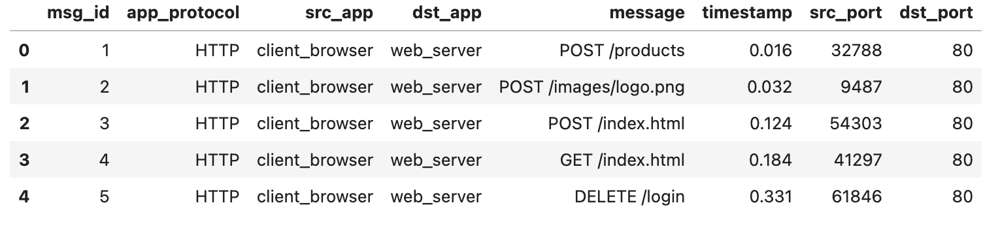 msg_id app_protocol src_app dst_app message timestamp src_port dst_port
0 1 HTTP client_browser web_server POST /products 0.016 32788 80
1 2 HTTP client_browser web_server POST /images/logo.png 0.032 9487 80
2 3 HTTP client_browser web_server POST /index.html 0.124 54303 80
3 4 HTTP client_browser web_server GET /index.html 0.184 41297 80
4 5 HTTP client_browser web_server DELETE /login 0.331 61846 80